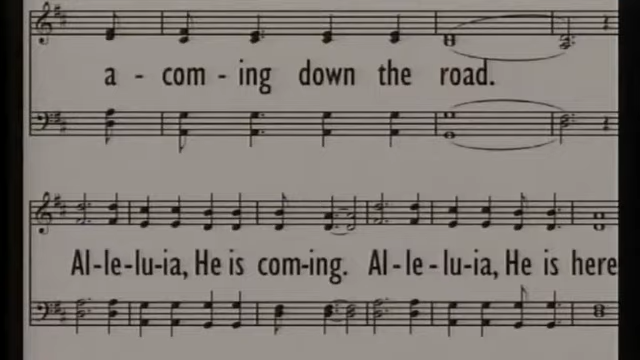 a - com - ing down the road.
Al-le-lu-ia, He is com-ing. Al-le-lu-ia, He is here